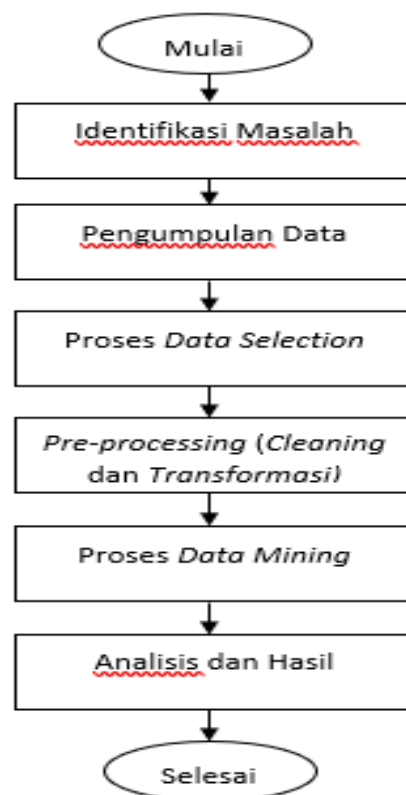 Mulai
Identifikasi Masalah
Pengumpulan Data
Proses Data Selection
Pre-processing (Cleaning
dan Transformasi)
Proses Data Mining
Analisis dan Hasil
Selesai